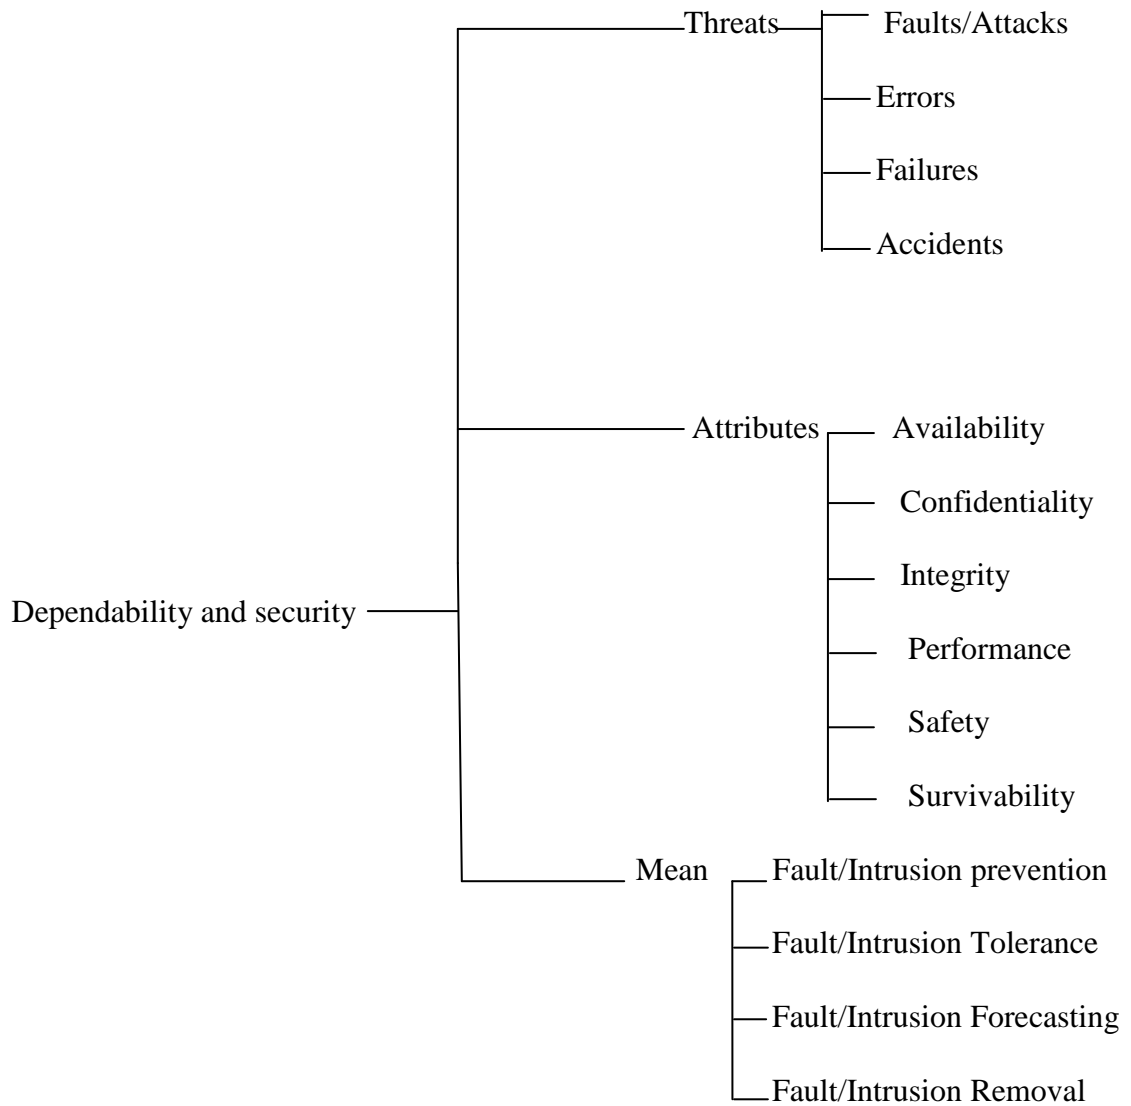 Threats
Faults/Attacks
Errors
Failures
Accidents
Attributes
Availability
Confidentiality
Integrity
Dependability and security
Performance
Safety
Survivability
Mean
Fault/Intrusion prevention
Fault/Intrusion Tolerance
Fault/Intrusion Forecasting
Fault/Intrusion Removal